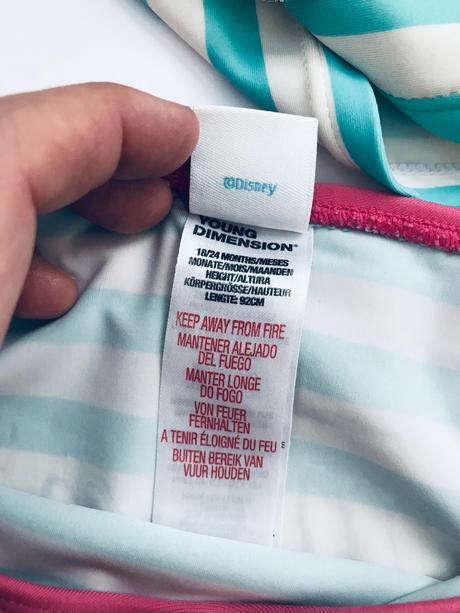 ©Disney
YOUNG
DIMENSION®
18/24 MONTHS/MESES
MONATE/MOIS/MAANDEN
HEIGHT/ALTURA
KÖRPERGRÖSSE/HAUTEUR
LENGTE: 92CM
KEEP AWAY FROM FIRE
MANTENER ALEJADO
DEL FUEGO
MANTER LONGE
DO FOGO
VON FEUER
FERNHALTEN
A TENIR ÉLOIGNÉ DU FEU
BUITEN BEREIK VAN
VUUR HOUDEN